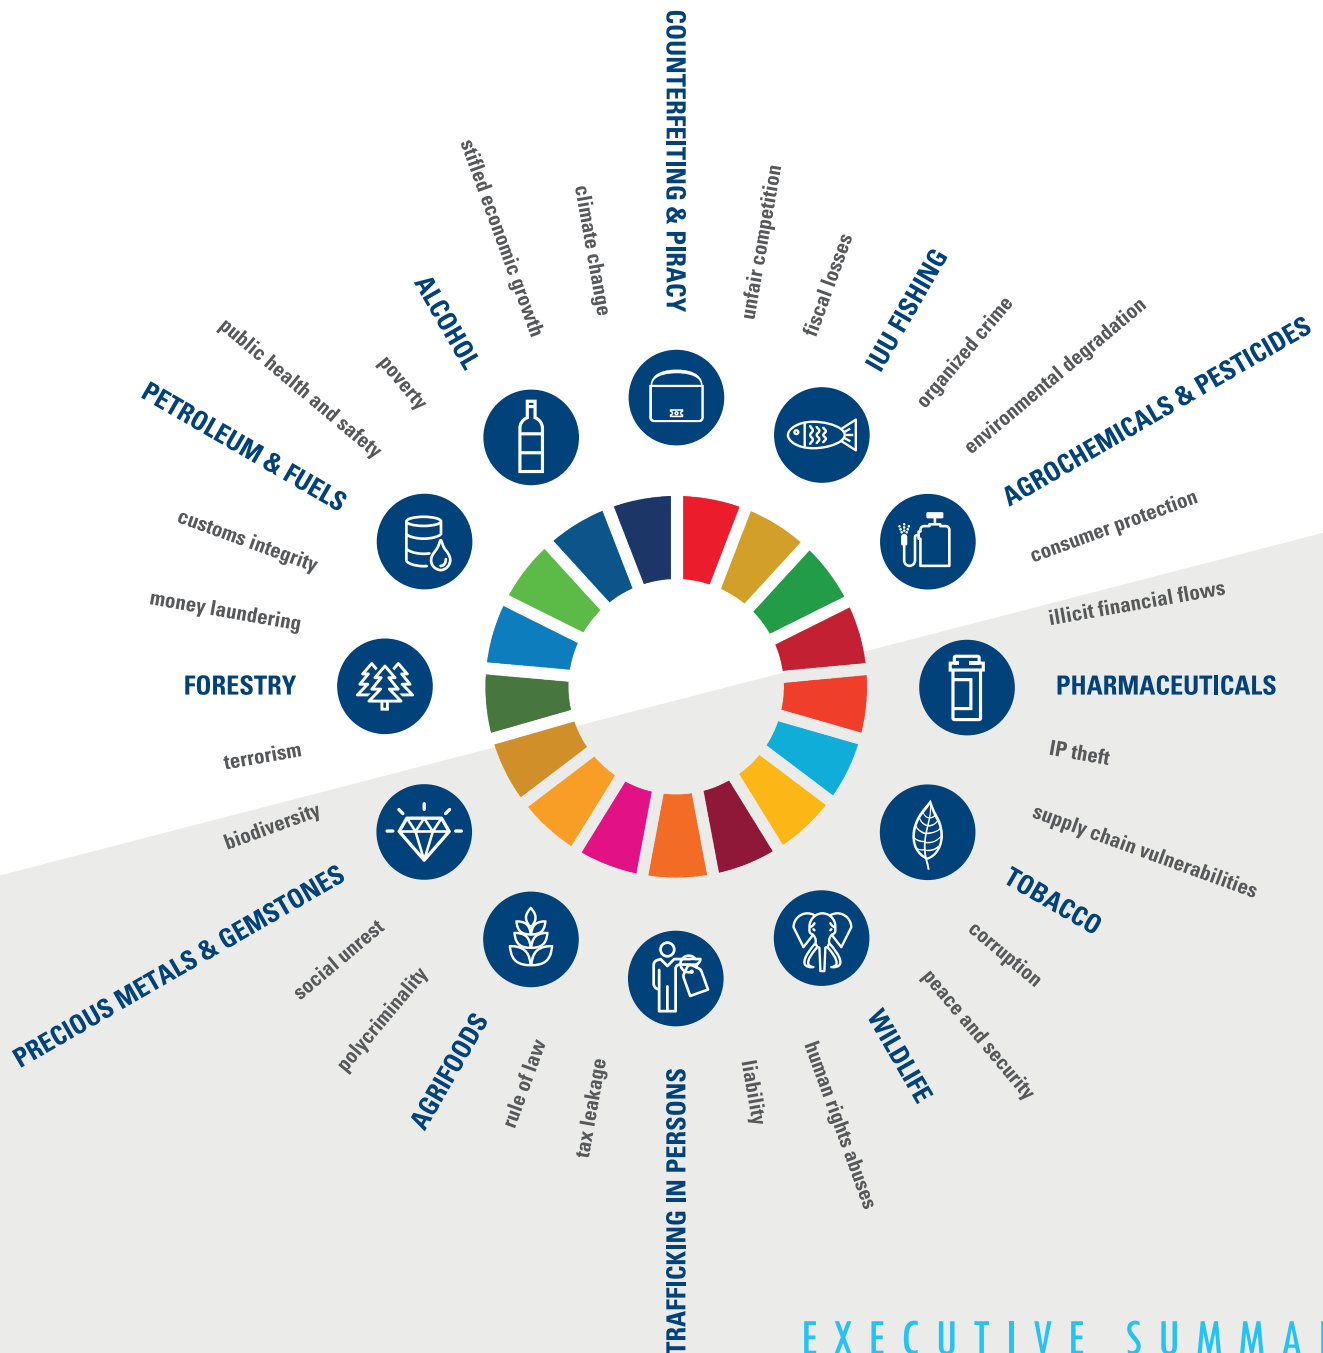 COUNTERFEITING & PIRACY
unfair competition
fiscal losses
IUU FISHING
organized crime
environmental degradation
AGROCHEMICALS & PESTICIDES
consumer protection
illicit financial flows
PHARMACEUTICALS
IP theft
supply chain vulnerabilities
TOBACCO
corruption
peace and security
WILDLIFE
human rights abuses
liability
TRAFFICKING IN PERSONS
tax leakage
rule of law
AGRIFOODS
polycriminality
social unrest
PRECIOUS METALS & GEMSTONES
biodiversity
terrorism
FORESTRY
money laundering
customs integrity
PETROLEUM & FUELS
public health and safety
poverty
ALCOHOL
stifled economic growth
climate change
EXECUTIVE SUMMA